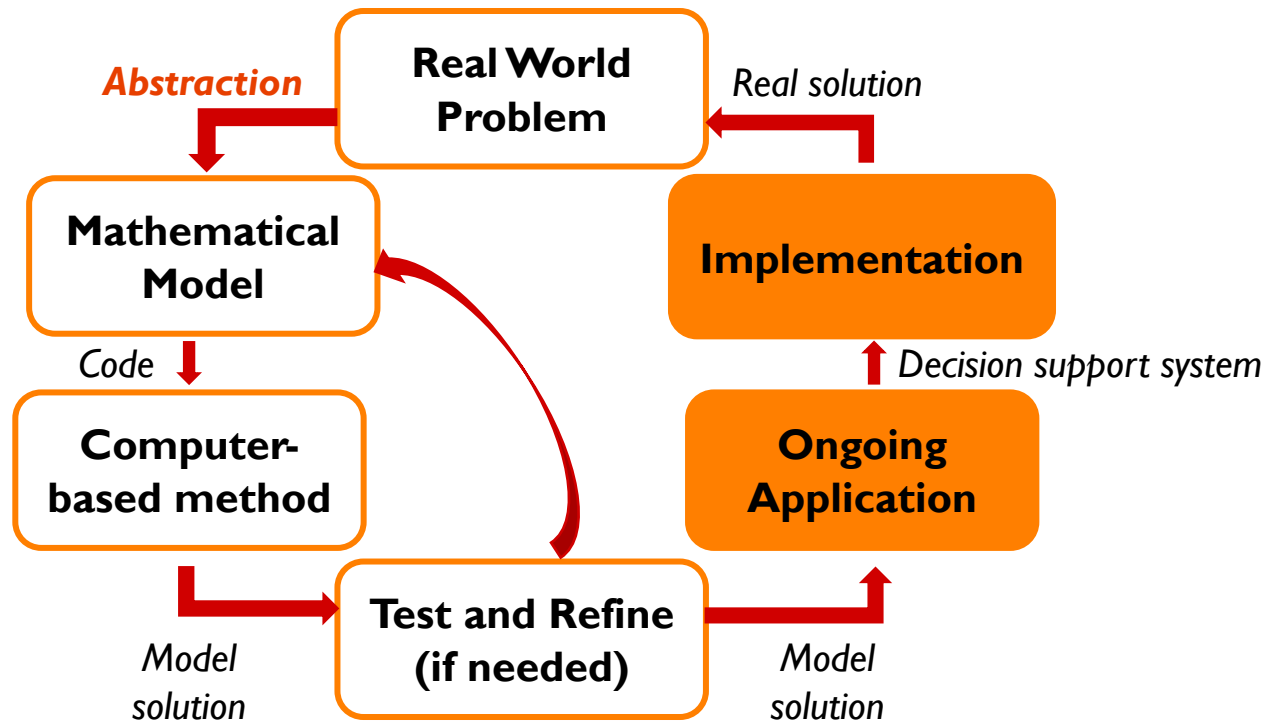 Real World
Problem
Abstraction
Real solution
Mathematical
Model
Implementation
Code
Decision support system
Computer-
based method
Ongoing
Application
Test and Refine
(if needed)
Model
solution
Model
solution